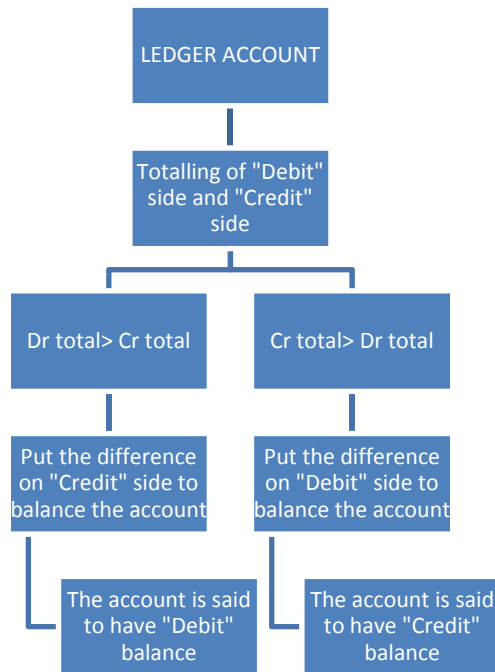 LEDGER ACCOUNT
Totalling of "Debit"
side and "Credit"
side
Dr total> Cr total
Cr total> Dr total
Put the difference
on "Credit" side to
balance the account
Put the difference
on "Debit" side to
balance the account
The account is said
to have "Debit"
balance
The account is said
to have "Credit"
balance